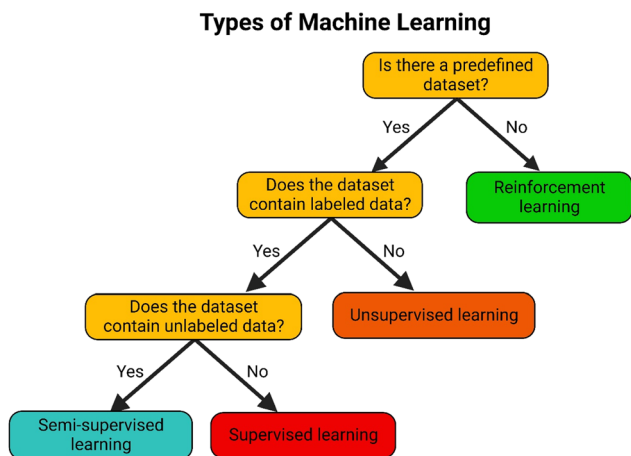 Types of Machine Learning
Is there a predefined
dataset?
Yes
No
Does the dataset
contain labeled data?
Reinforcement
learning
Yes
No
Does the dataset
contain unlabeled data?
Unsupervised learning
Yes
No
Semi-supervised
learning
Supervised learning